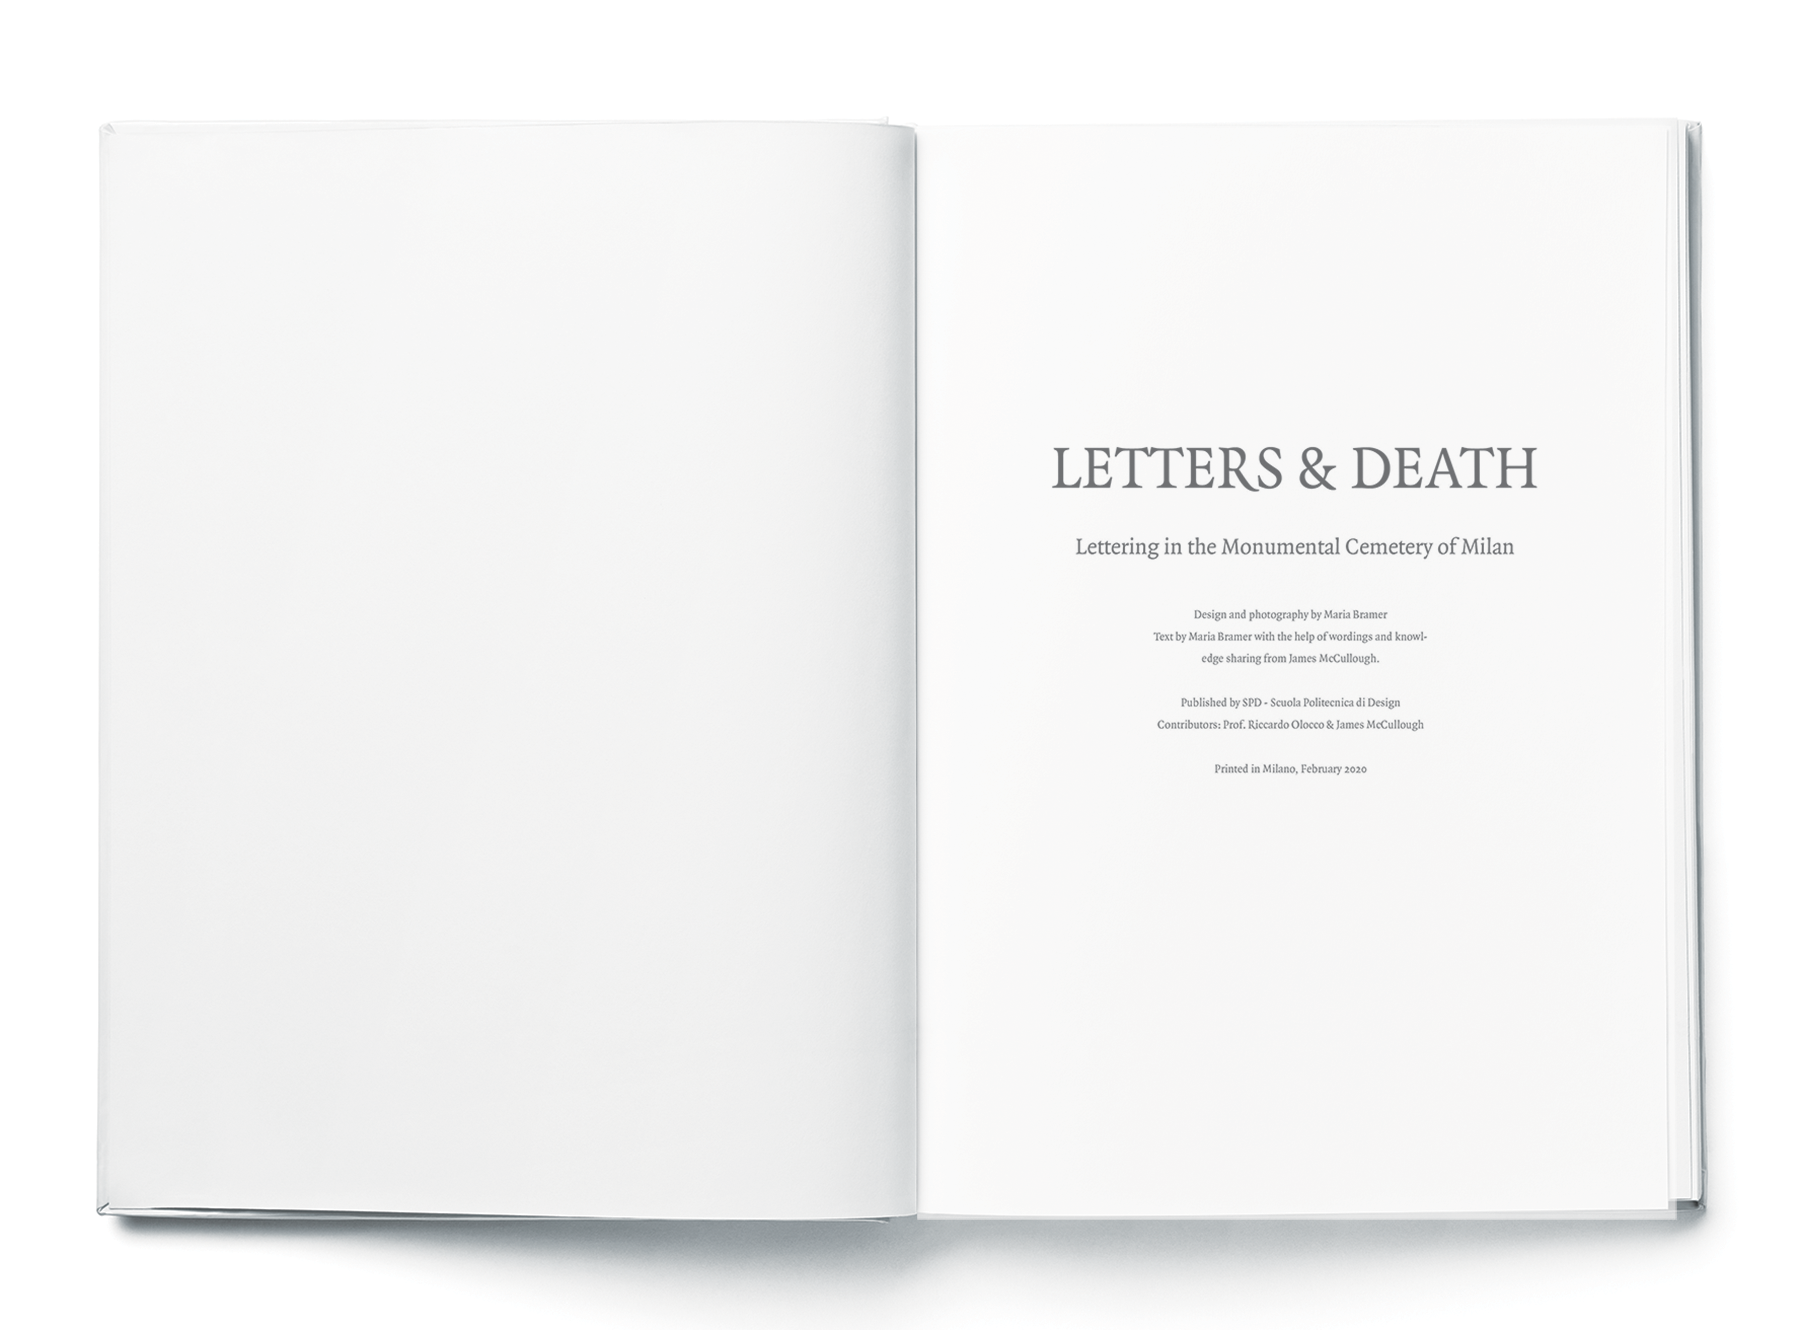 LETTERS & DEATH
Lettering in the Monumental Cemetery of Milan
Design and photography by Maria Bramer
Text by Maria Bramer with the help of wordings and knowl-
edge sharing from James McCullough.
Published by SPD - Scuola Politecnica di Design
Contributors: Prof. Riccardo Olocco & James McCullough
Printed in Milano, February 2020